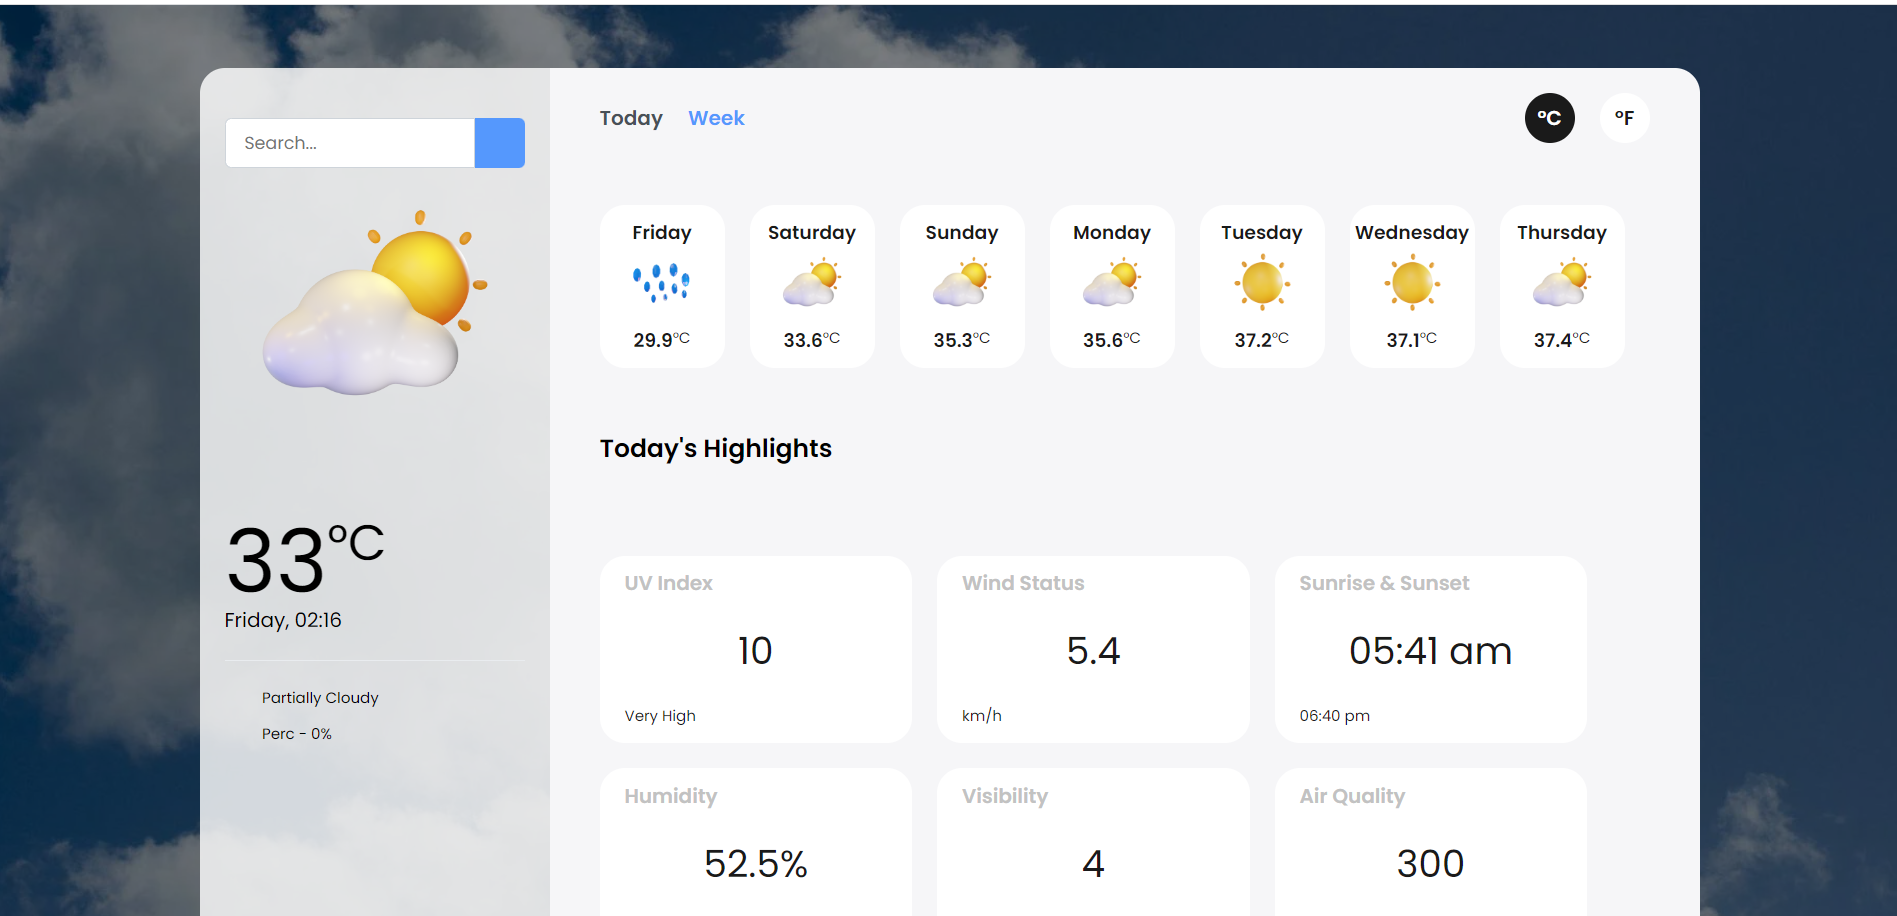 Search...
33°C
Friday, 02:16
Partially Cloudy
Perc - 0%
Today Week
°C °F
Friday Saturday Sunday Monday Tuesday Wednesday Thursday
29.9°C 33.6°C 35.3°C 35.6°C 37.2°C 37.1°C 37.4°C
Today's Highlights
UV Index
10
Very High
Wind Status
5.4
km/h
Sunrise & Sunset
05:41 am
06:40 pm
Humidity
52.5%
Visibility
4
Air Quality
300